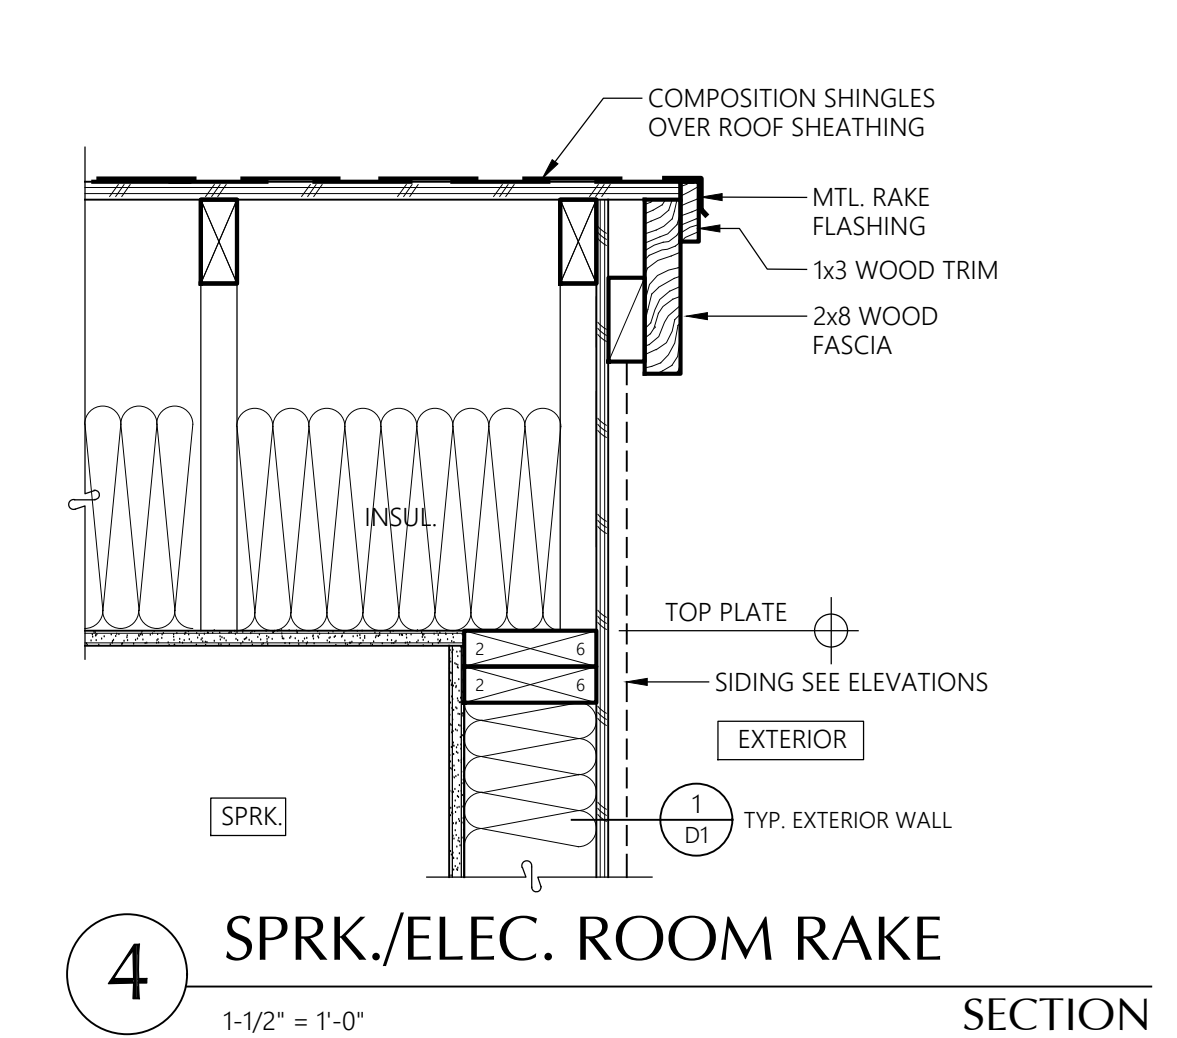 COMPOSITION SHINGLES
OVER ROOF SHEATHING
MTL. RAKE
FLASHING
1x3 WOOD TRIM
2x8 WOOD
FASCIA
INSUL.
TOP PLATE
2 6
2 6
SIDING SEE ELEVATIONS
EXTERIOR
SPRK.
1
D1
TYP. EXTERIOR WALL
4
SPRK./ELEC. ROOM RAKE
SECTION
1-1/2" = 1'-0"